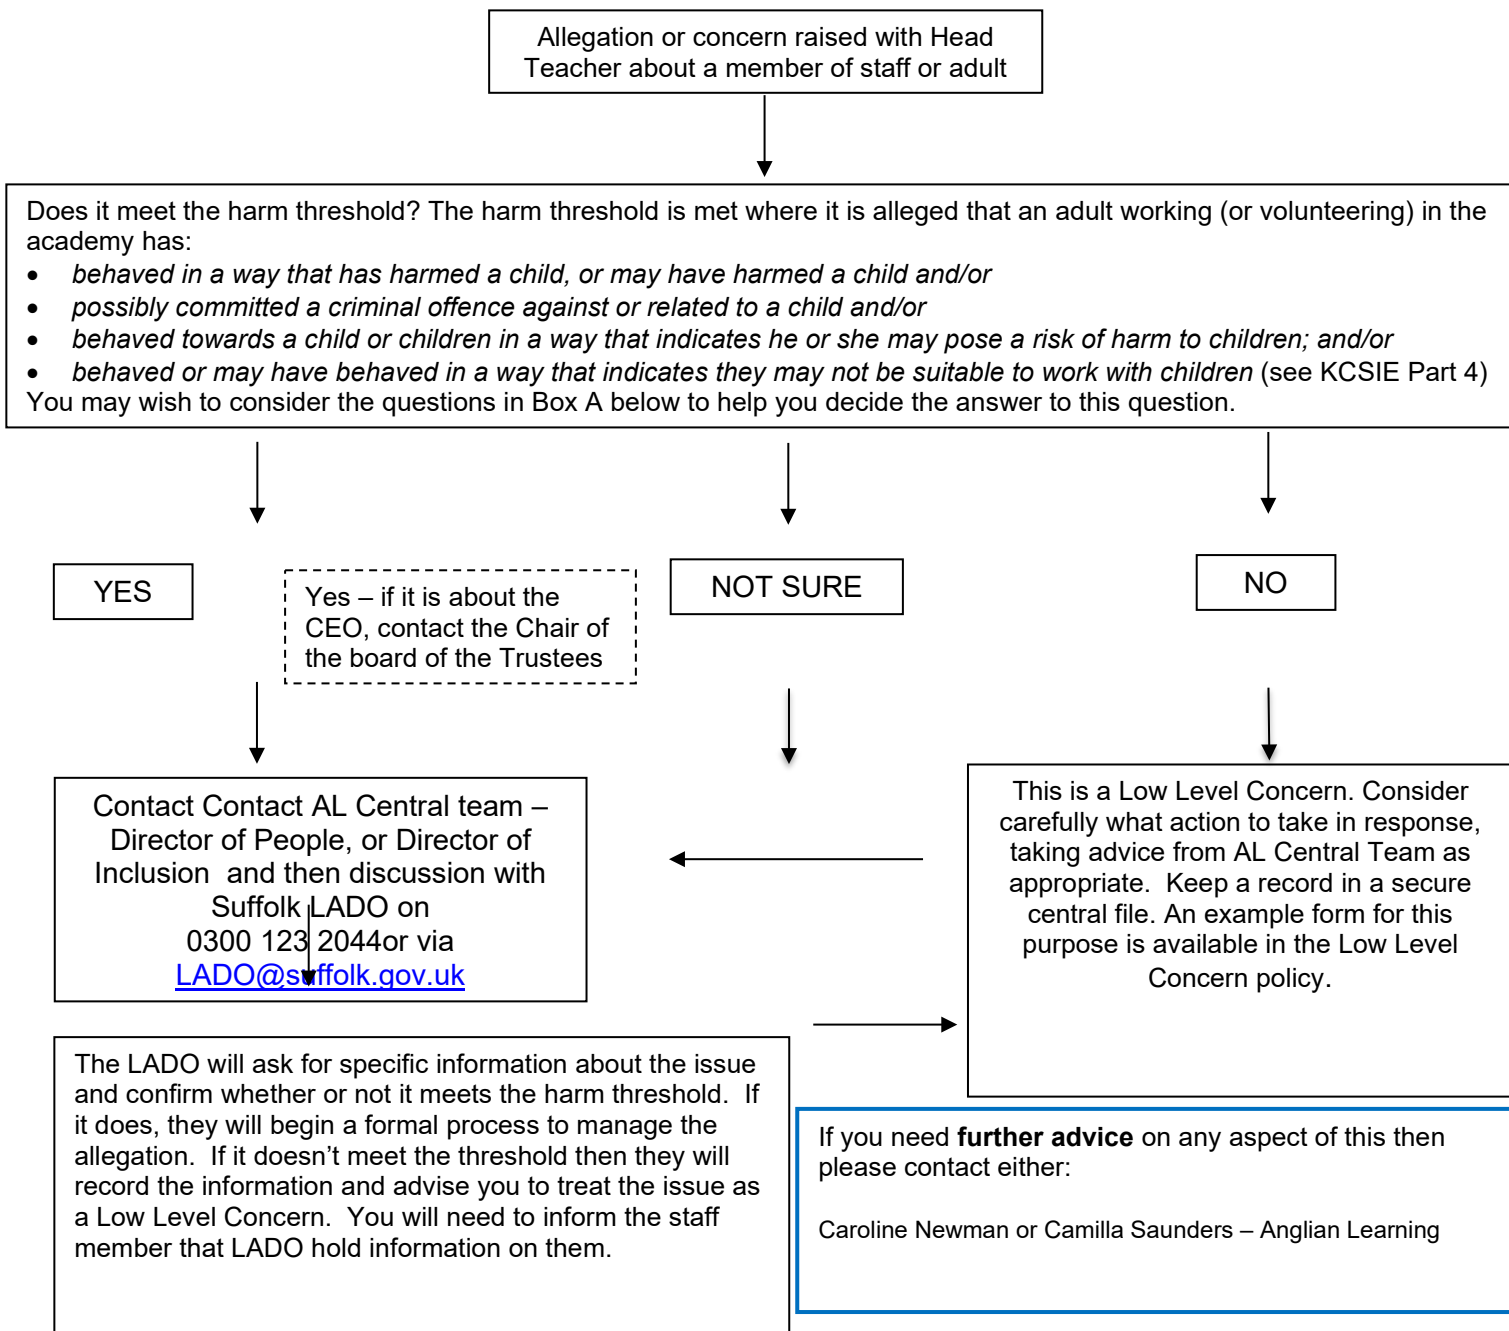 Allegation or concern raised with Head
Teacher about a member of staff or adult
Does it meet the harm threshold? The harm threshold is met where it is alleged that an adult working (or volunteering) in the
academy has:
• behaved in a way that has harmed a child, or may have harmed a child and/or
• possibly committed a criminal offence against or related to a child and/or
• behaved towards a child or children in a way that indicates he or she may pose a risk of harm to children; and/or
• behaved or may have behaved in a way that indicates they may not be suitable to work with children (see KCSIE Part 4)
You may wish to consider the questions in Box A below to help you decide the answer to this question.
YES
Yes – if it is about the
CEO, contact the Chair of
the board of the Trustees
NOT SURE
NO
Contact Contact AL Central team –
Director of People, or Director of
Inclusion  and then discussion with
Suffolk LADO on
0300 123 2044or via
LADO@suffolk.gov.uk
This is a Low Level Concern. Consider
carefully what action to take in response,
taking advice from AL Central Team as
appropriate.  Keep a record in a secure
central file. An example form for this
purpose is available in the Low Level
Concern policy.
The LADO will ask for specific information about the issue
and confirm whether or not it meets the harm threshold.  If
it does, they will begin a formal process to manage the
allegation.  If it doesn't meet the threshold then they will
record the information and advise you to treat the issue as
a Low Level Concern.  You will need to inform the staff
member that LADO hold information on them.
If you need further advice on any aspect of this then
please contact either:
Caroline Newman or Camilla Saunders – Anglian Learning